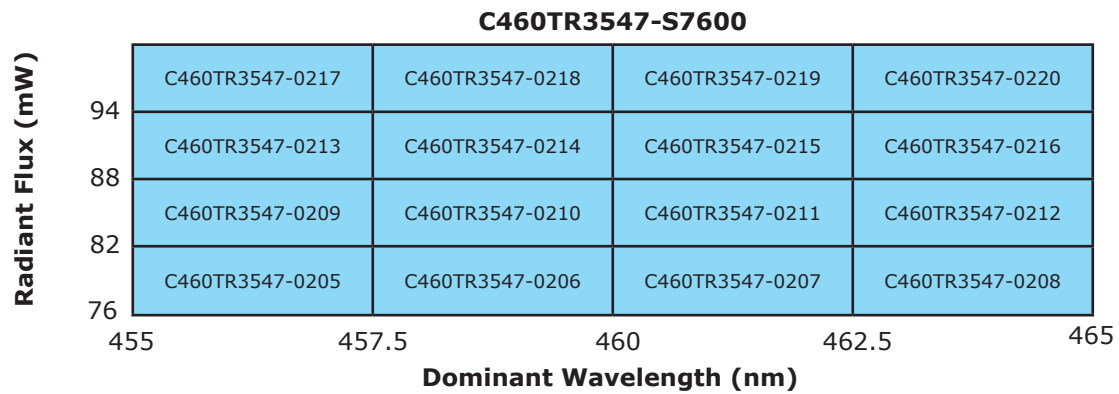 C460TR3547-S7600
Radiant Flux (mW)
C460TR3547-0217 C460TR3547-0218 C460TR3547-0219 C460TR3547-0220
94
C460TR3547-0213 C460TR3547-0214 C460TR3547-0215 C460TR3547-0216
88
C460TR3547-0209 C460TR3547-0210 C460TR3547-0211 C460TR3547-0212
82
C460TR3547-0205 C460TR3547-0206 C460TR3547-0207 C460TR3547-0208
76
455 457.5 460 462.5 465
Dominant Wavelength (nm)